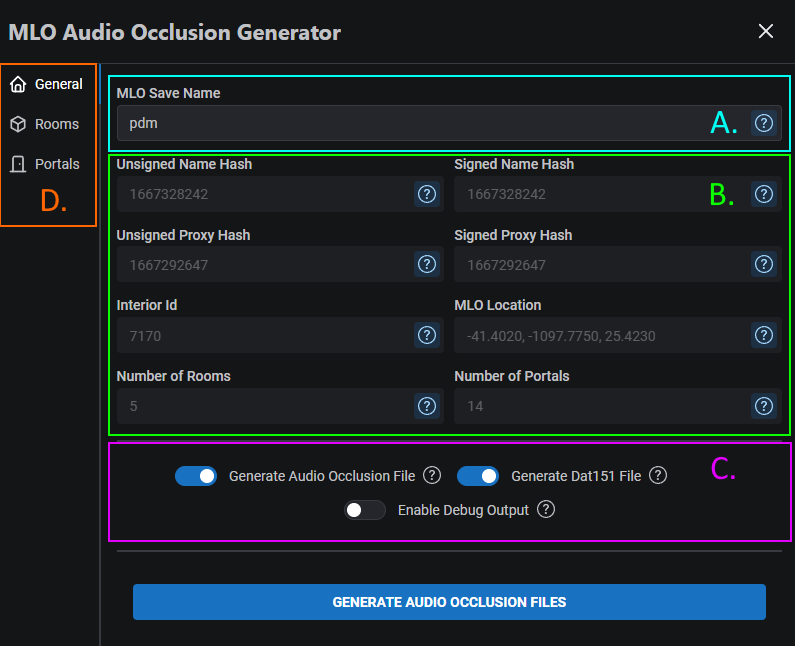 MLO Audio Occlusion Generator
General
Rooms
Portals
D.
MLO Save Name
pdm
A.
Unsigned Name Hash
Signed Name Hash
1667328242
1667328242
B.
Unsigned Proxy Hash
Signed Proxy Hash
1667292647
1667292647
Interior Id
MLO Location
7170
-41.4020, -1097.7750, 25.4230
Number of Rooms
Number of Portals
5
14
Generate Audio Occlusion File
Generate Dat151 File
C.
Enable Debug Output
GENERATE AUDIO OCCLUSION FILES